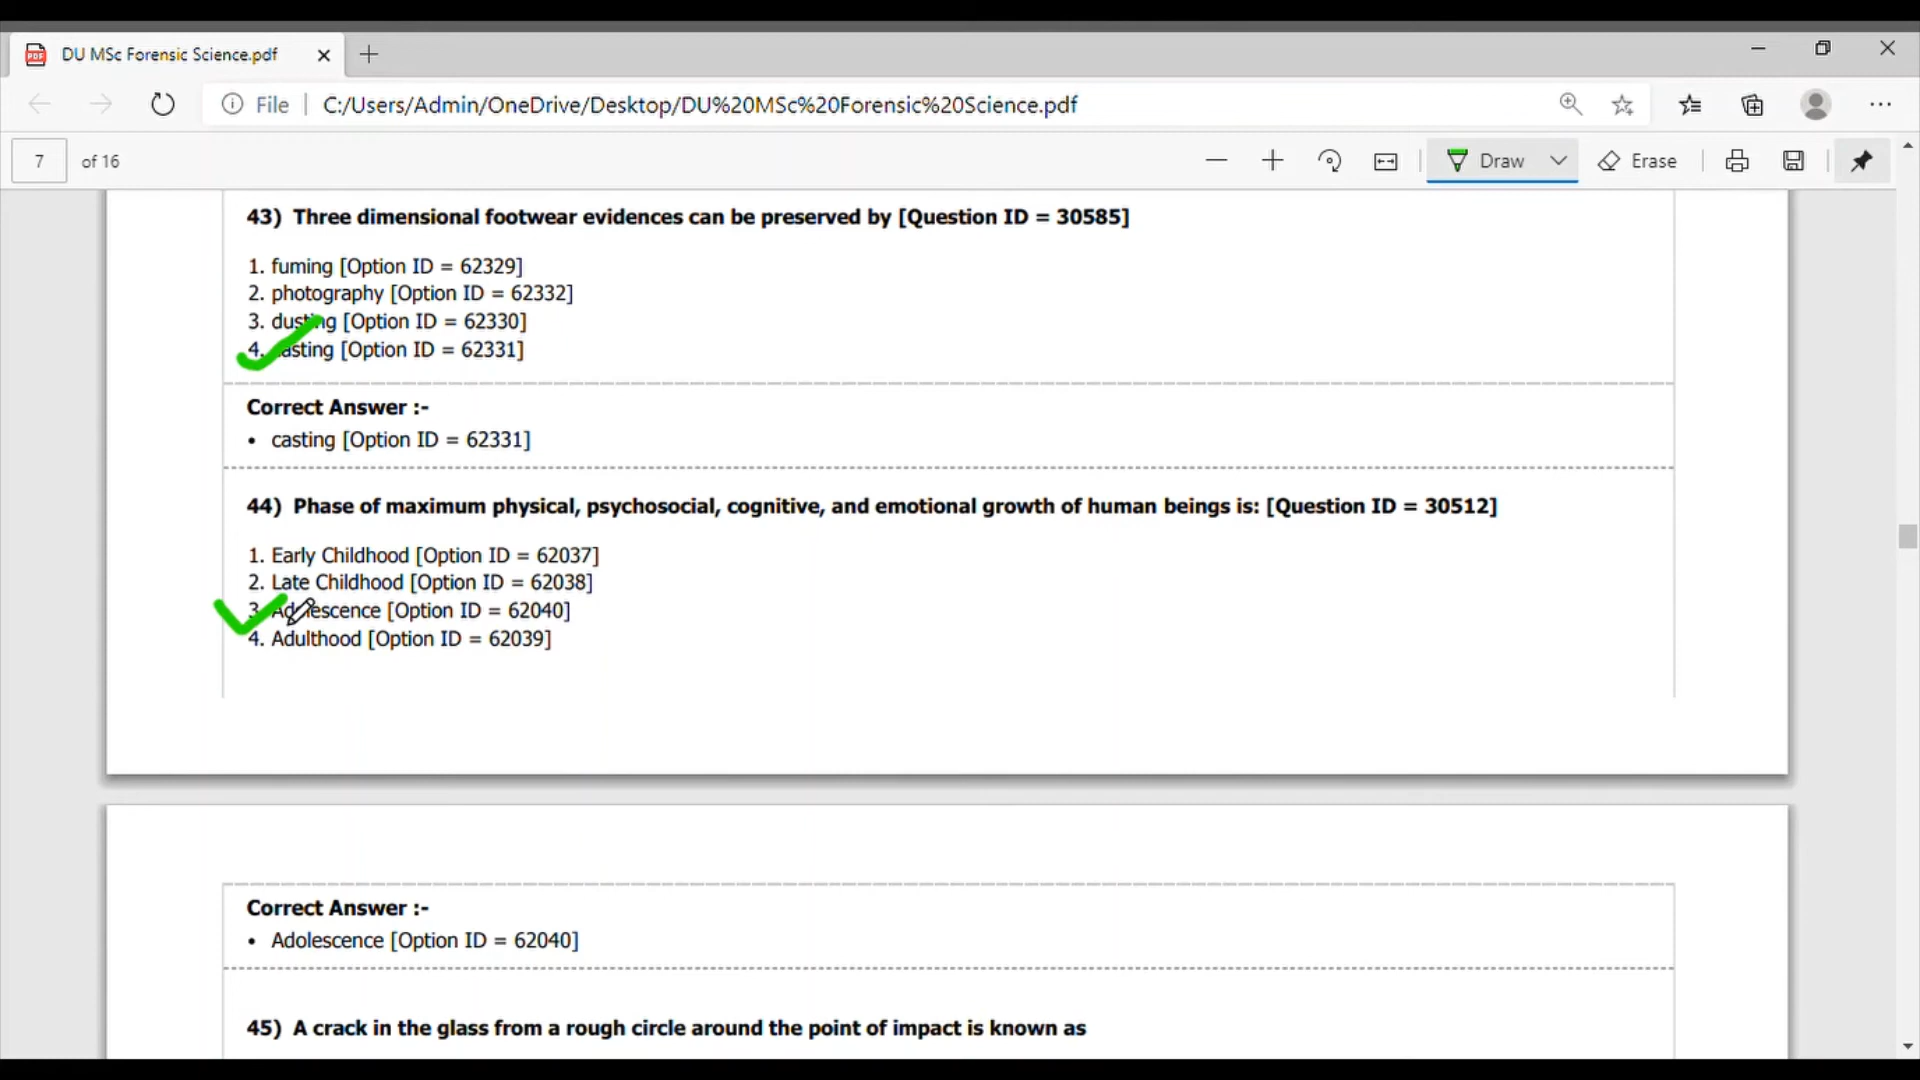 DU MSc Forensic Science.pdf
File
C:/Users/Admin/OneDrive/Desktop/DU%20MSc%20Forensic%20Science.pdf
7 of 16
Draw
Erase
43) Three dimensional footwear evidences can be preserved by [Question ID = 30585]
1. fuming [Option ID = 62329]
2. photography [Option ID = 62332]
3. dusting [Option ID = 62330]
4. casting [Option ID = 62331]
Correct Answer :-
• casting [Option ID = 62331]
44) Phase of maximum physical, psychosocial, cognitive, and emotional growth of human beings is: [Question ID = 30512]
1. Early Childhood [Option ID = 62037]
2. Late Childhood [Option ID = 62038]
3. Adolescence [Option ID = 62040]
4. Adulthood [Option ID = 62039]
Correct Answer :-
• Adolescence [Option ID = 62040]
45) A crack in the glass from a rough circle around the point of impact is known as